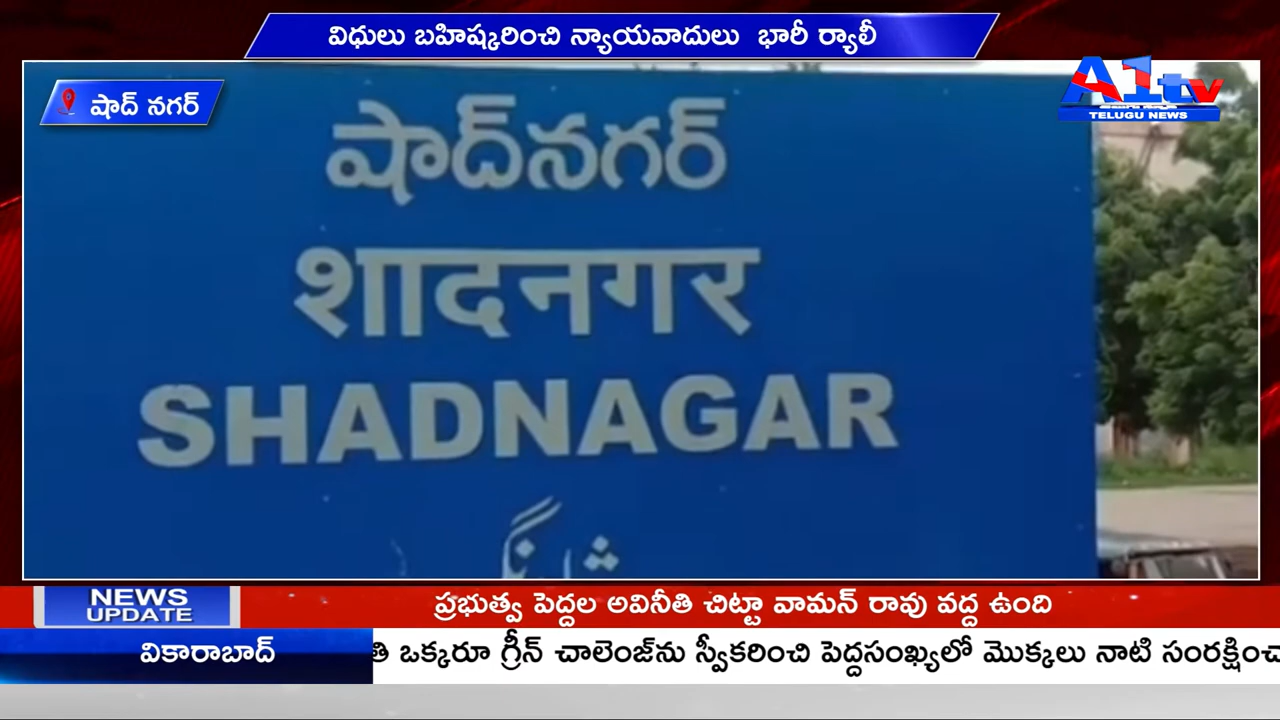 విధులు బహిష్కరించి న్యాయవాదులు భారీ ర్యాలీ
షాద్ నగర్
A1tv
TELUGU NEWS
షాద్‌నగర్
शादनगर
SHADNAGAR
NEWS
UPDATE
ప్రభుత్వ పెద్దల అవినీతి చిట్టా వామన్ రావు వద్ద ఉంది
వికారాబాద్
ఒక్కరూ గ్రీన్ చాలెంజ్‌ను స్వీకరించి పెద్దసంఖ్యలో మొక్కలు నాటి